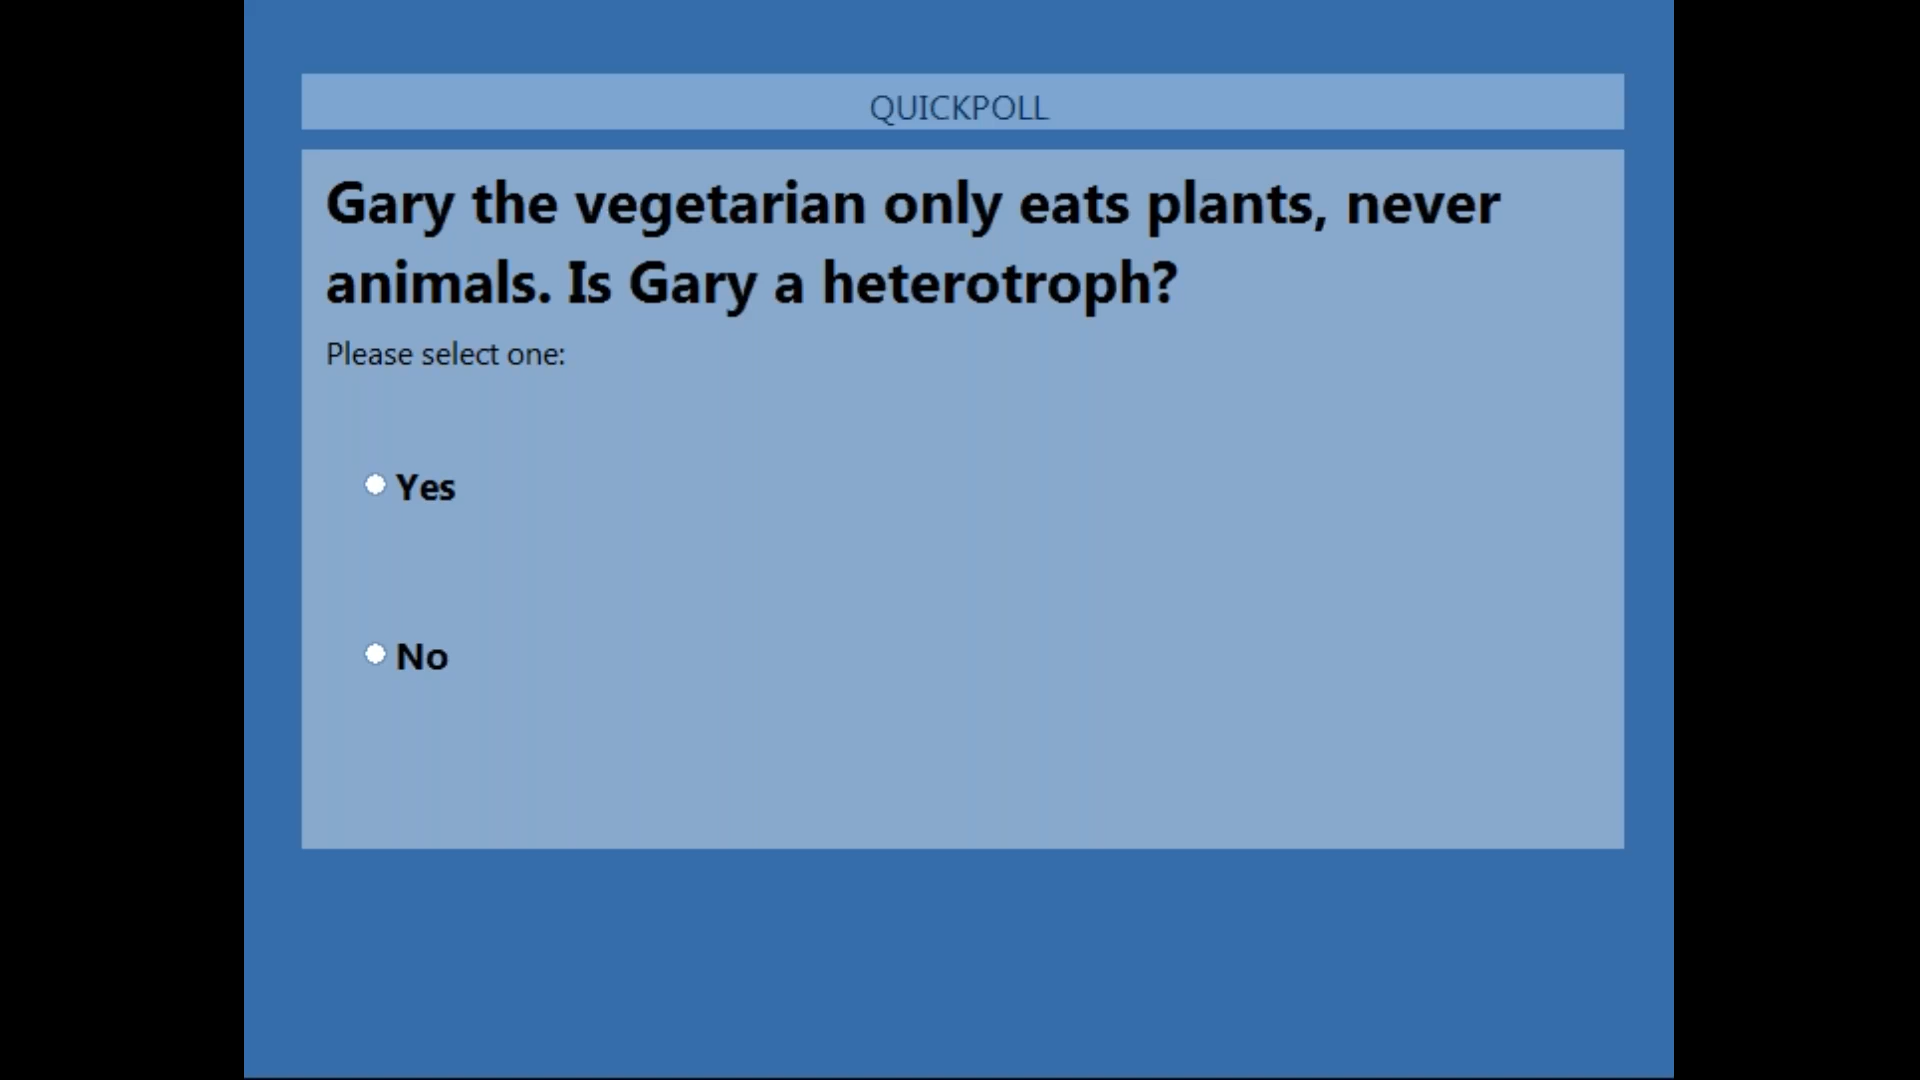 QUICKPOLL
Gary the vegetarian only eats plants, never
animals. Is Gary a heterotroph?
Please select one:
Yes
No